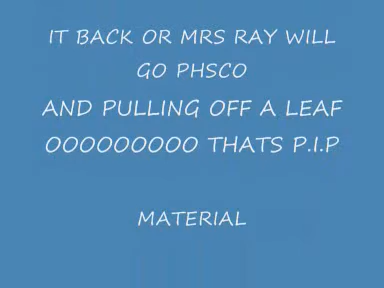 IT BACK OR MRS RAY WILL
GO PHSCO
AND PULLING OFF A LEAF
OOOOOOOOO THATS P.I.P
MATERIAL